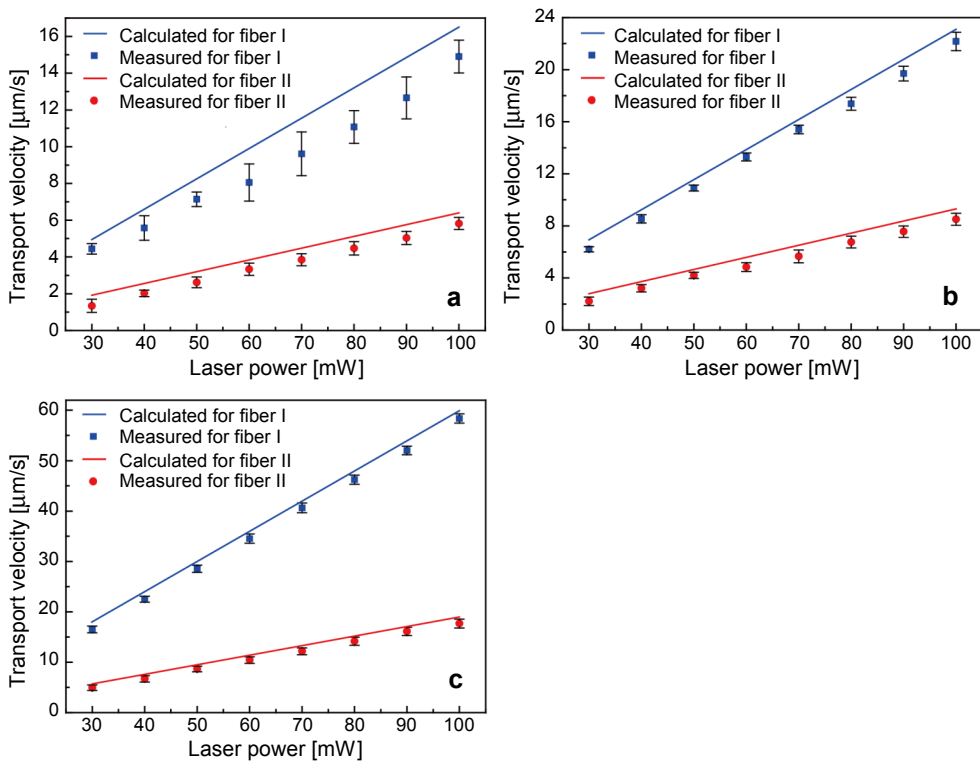 16
14
12
10
8
6
4
2
0
Transport velocity [µm/s]
Calculated for fiber I
Measured for fiber I
Calculated for fiber II
Measured for fiber II
a
30 40 50 60 70 80 90 100
Laser power [mW]
24
20
16
12
8
4
0
Transport velocity [µm/s]
Calculated for fiber I
Measured for fiber I
Calculated for fiber II
Measured for fiber II
b
30 40 50 60 70 80 90 100
Laser power [mW]
60
50
40
30
20
10
0
Transport velocity [µm/s]
Calculated for fiber I
Measured for fiber I
Calculated for fiber II
Measured for fiber II
c
30 40 50 60 70 80 90 100
Laser power [mW]